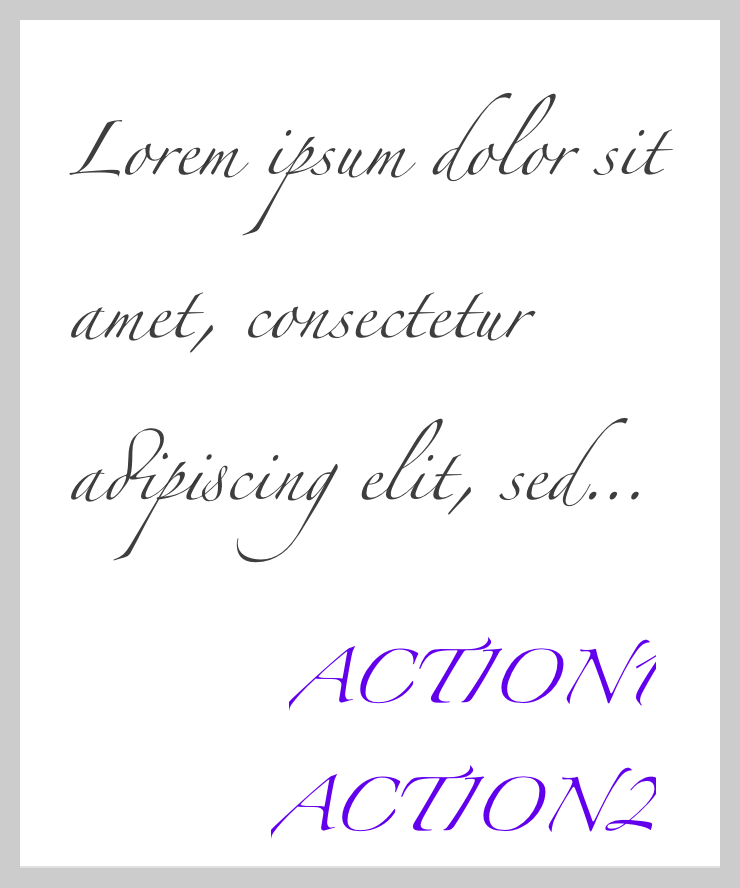 Lorem ipsum dolor sit
amet, consectetur
adipiscing elit, sed...
ACTION1
ACTION2